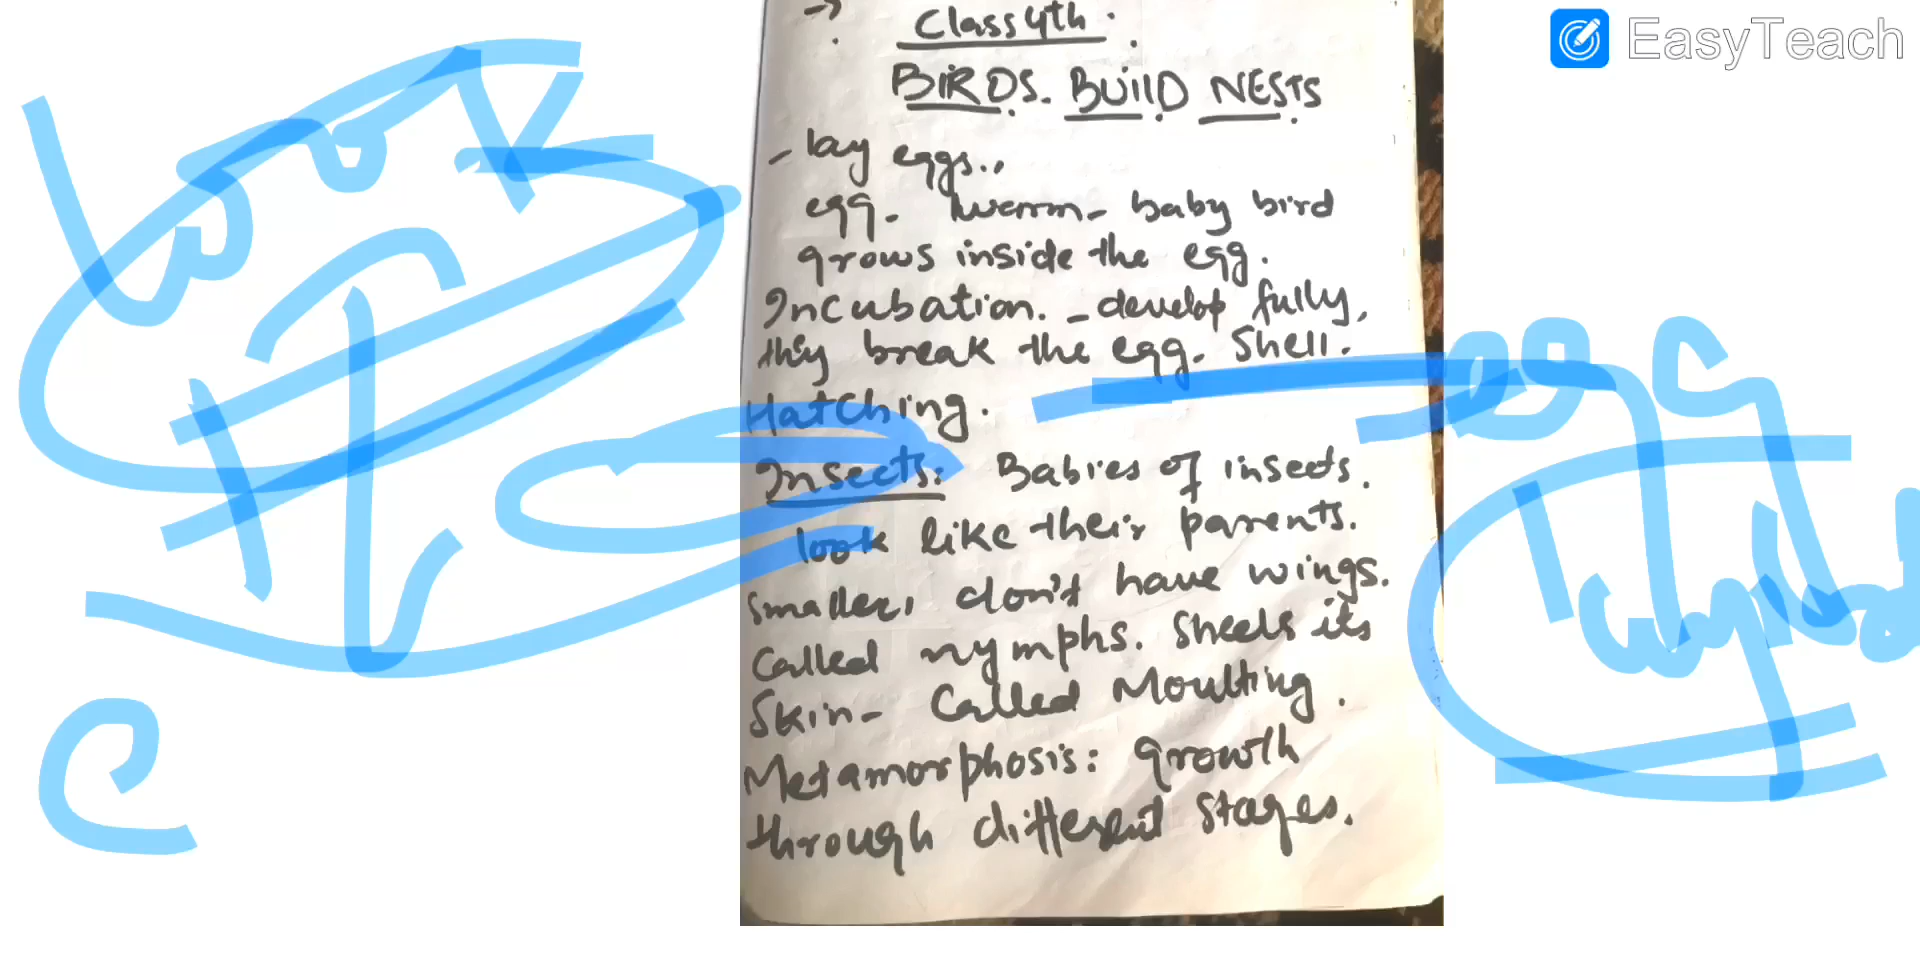 Class 4th.
BIRDS. BUILD NESTS
- lay eggs..
egg. warm - baby bird
grows inside the egg.
Incubation. - develop fully,
they break the egg. Shell.
Hatching.
Insects: Babies of insects.
look like their parents.
Smaller, don't have wings.
Called nymphs. Sheds its
Skin - Called Moulting.
Metamorphosis: Growth
through different Stages.
look
egg
EasyTeach